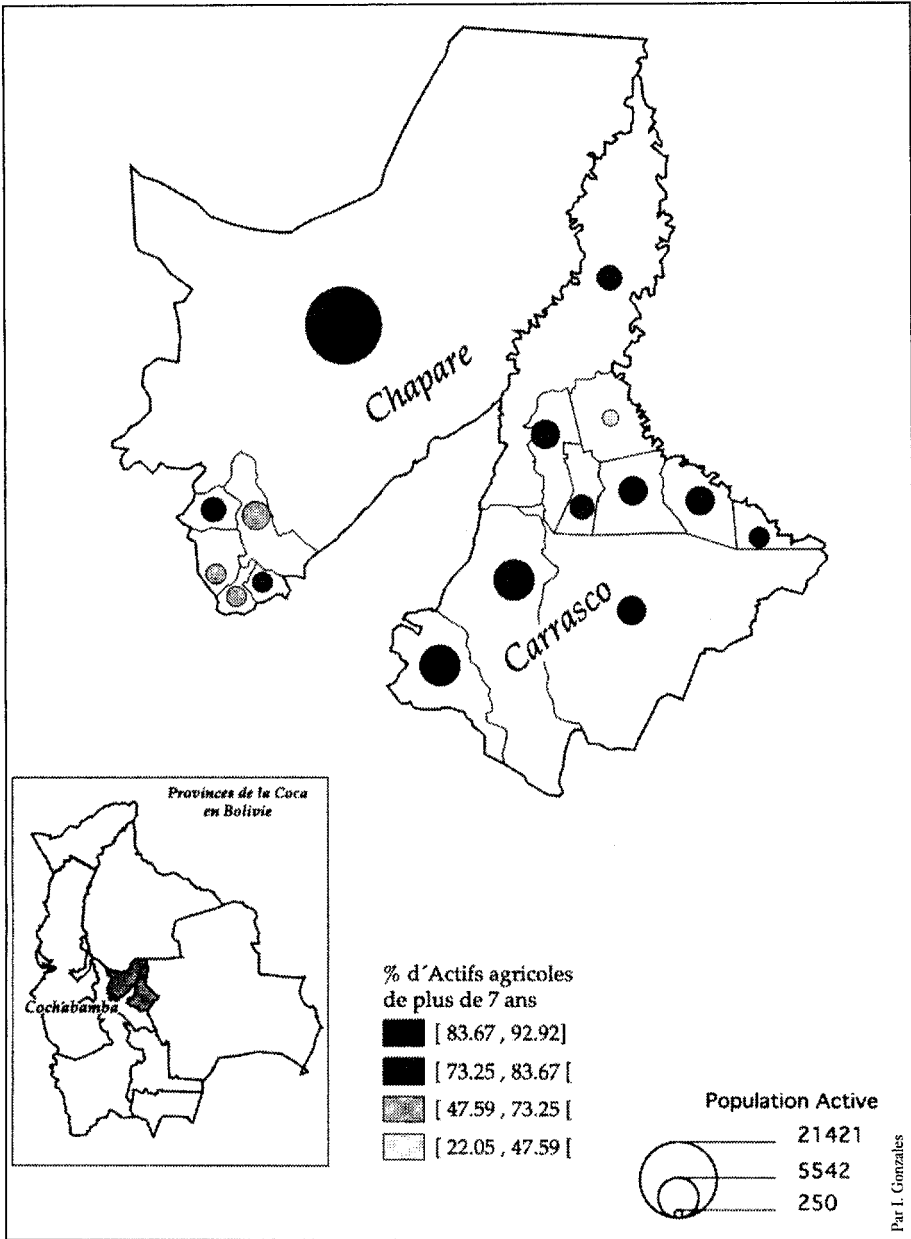 Chapare
Carrasco
Provinces de la Coca
en Bolivie
Cochabamba
% d´Actifs agricoles
de plus de 7 ans
[ 83.67 , 92.92]
[ 73.25 , 83.67 [
[ 47.59 , 73.25 [
[ 22.05 , 47.59 [
Population Active
21421
5542
250
Par I. Gonzales